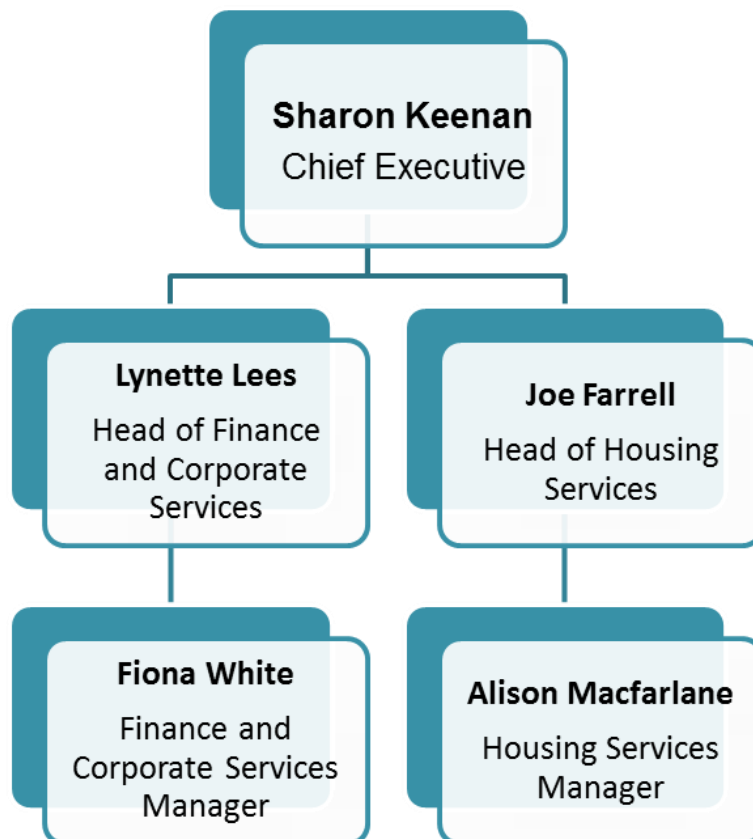 Sharon Keenan
Chief Executive
Lynette Lees
Head of Finance
and Corporate
Services
Joe Farrell
Head of Housing
Services
Fiona White
Finance and
Corporate Services
Manager
Alison Macfarlane
Housing Services
Manager